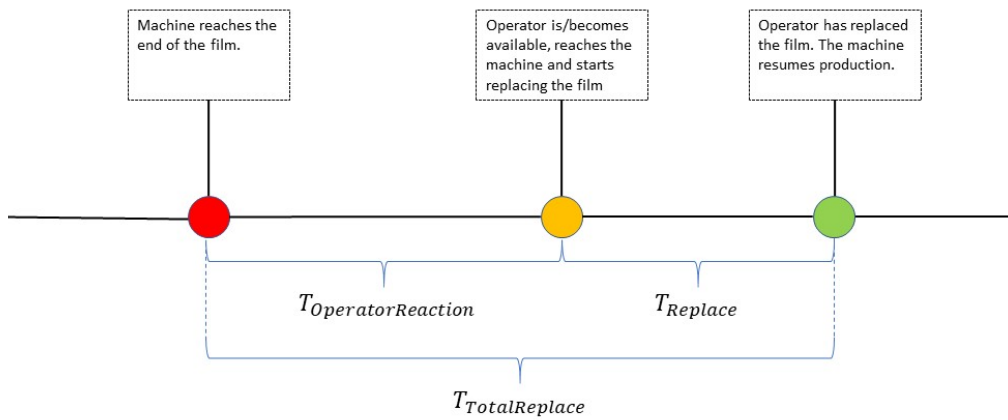 Machine reaches the
end of the film.
Operator is/becomes
available, reaches the
machine and starts
replacing the film
Operator has replaced
the film. The machine
resumes production.
T_OperatorReaction
T_Replace
T_TotalReplace